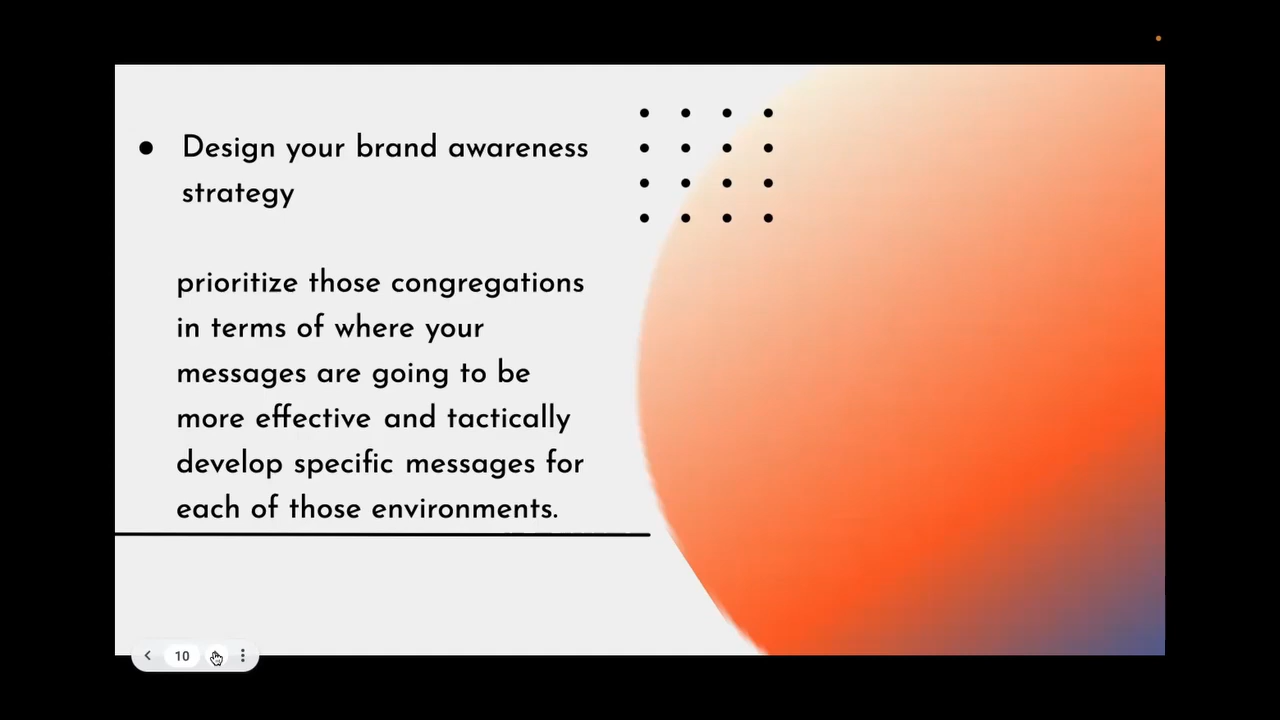 ● Design your brand awareness
strategy
prioritize those congregations
in terms of where your
messages are going to be
more effective and tactically
develop specific messages for
each of those environments.
10